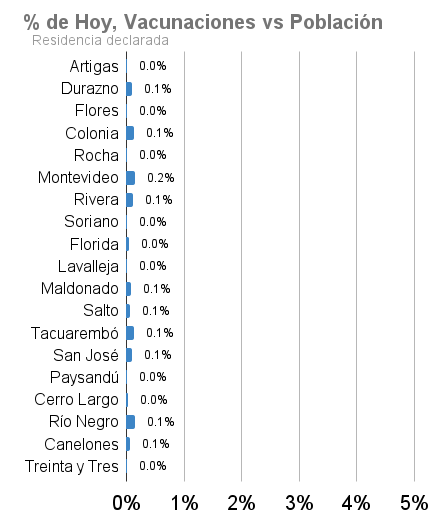 % de Hoy, Vacunaciones vs Población
Residencia declarada
Artigas 0.0%
Durazno 0.1%
Flores 0.0%
Colonia 0.1%
Rocha 0.0%
Montevideo 0.2%
Rivera 0.1%
Soriano 0.0%
Florida 0.0%
Lavalleja 0.0%
Maldonado 0.1%
Salto 0.1%
Tacuarembó 0.1%
San José 0.1%
Paysandú 0.0%
Cerro Largo 0.0%
Río Negro 0.1%
Canelones 0.1%
Treinta y Tres 0.0%
0% 1% 2% 3% 4% 5%